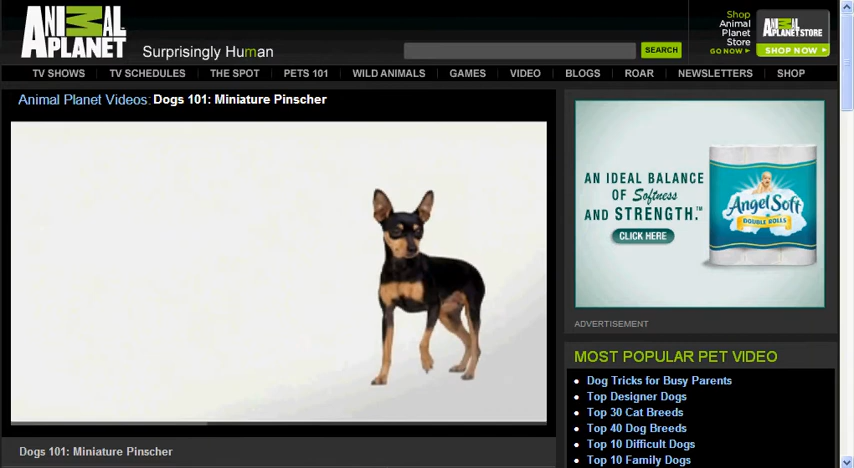 ANIMAL
PLANET
Surprisingly Human
SEARCH
Shop
Animal
Planet
Store
GO NOW
ANIMAL
PLANET STORE
SHOP NOW
TV SHOWS
TV SCHEDULES
THE SPOT
PETS 101
WILD ANIMALS
GAMES
VIDEO
BLOGS
ROAR
NEWSLETTERS
SHOP
Animal Planet Videos: Dogs 101: Miniature Pinscher
AN IDEAL BALANCE
OF Softness
AND STRENGTH.™
CLICK HERE
Angel Soft
DOUBLE ROLLS
ADVERTISEMENT
MOST POPULAR PET VIDEO
Dog Tricks for Busy Parents
Top Designer Dogs
Top 30 Cat Breeds
Top 40 Dog Breeds
Top 10 Difficult Dogs
Top 10 Family Dogs
Dogs 101: Miniature Pinscher